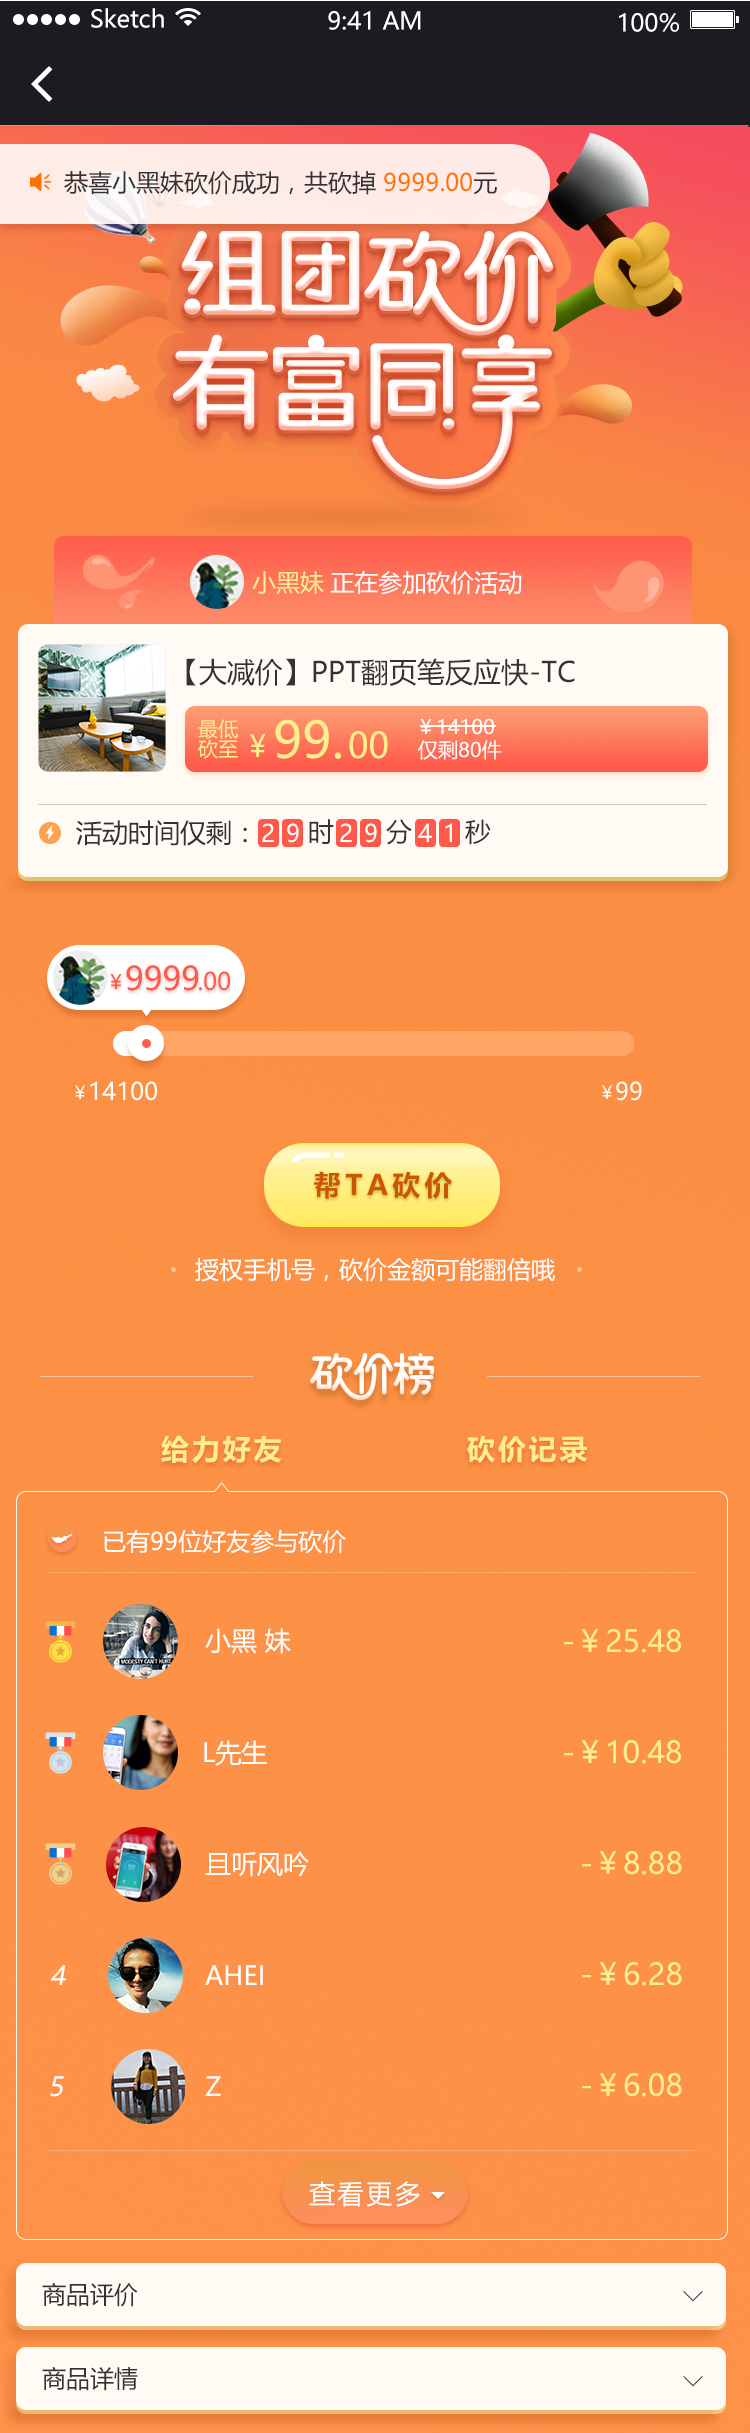 Sketch 9:41 AM 100%
恭喜小黑妹砍价成功，共砍掉 9999.00元
组团砍价
有富同享
小黑妹 正在参加砍价活动
【大减价】PPT翻页笔反应快-TC
最低
砍至 ¥99.00
¥14100
仅剩80件
活动时间仅剩：29时29分41秒
¥9999.00
¥14100 ¥99
帮TA砍价
授权手机号，砍价金额可能翻倍哦
砍价榜
给力好友 砍价记录
已有99位好友参与砍价
小黑 妹 -¥25.48
L先生 -¥10.48
且听风吟 -¥8.88
4 AHEI -¥6.28
5 Z -¥6.08
查看更多
商品评价
商品详情